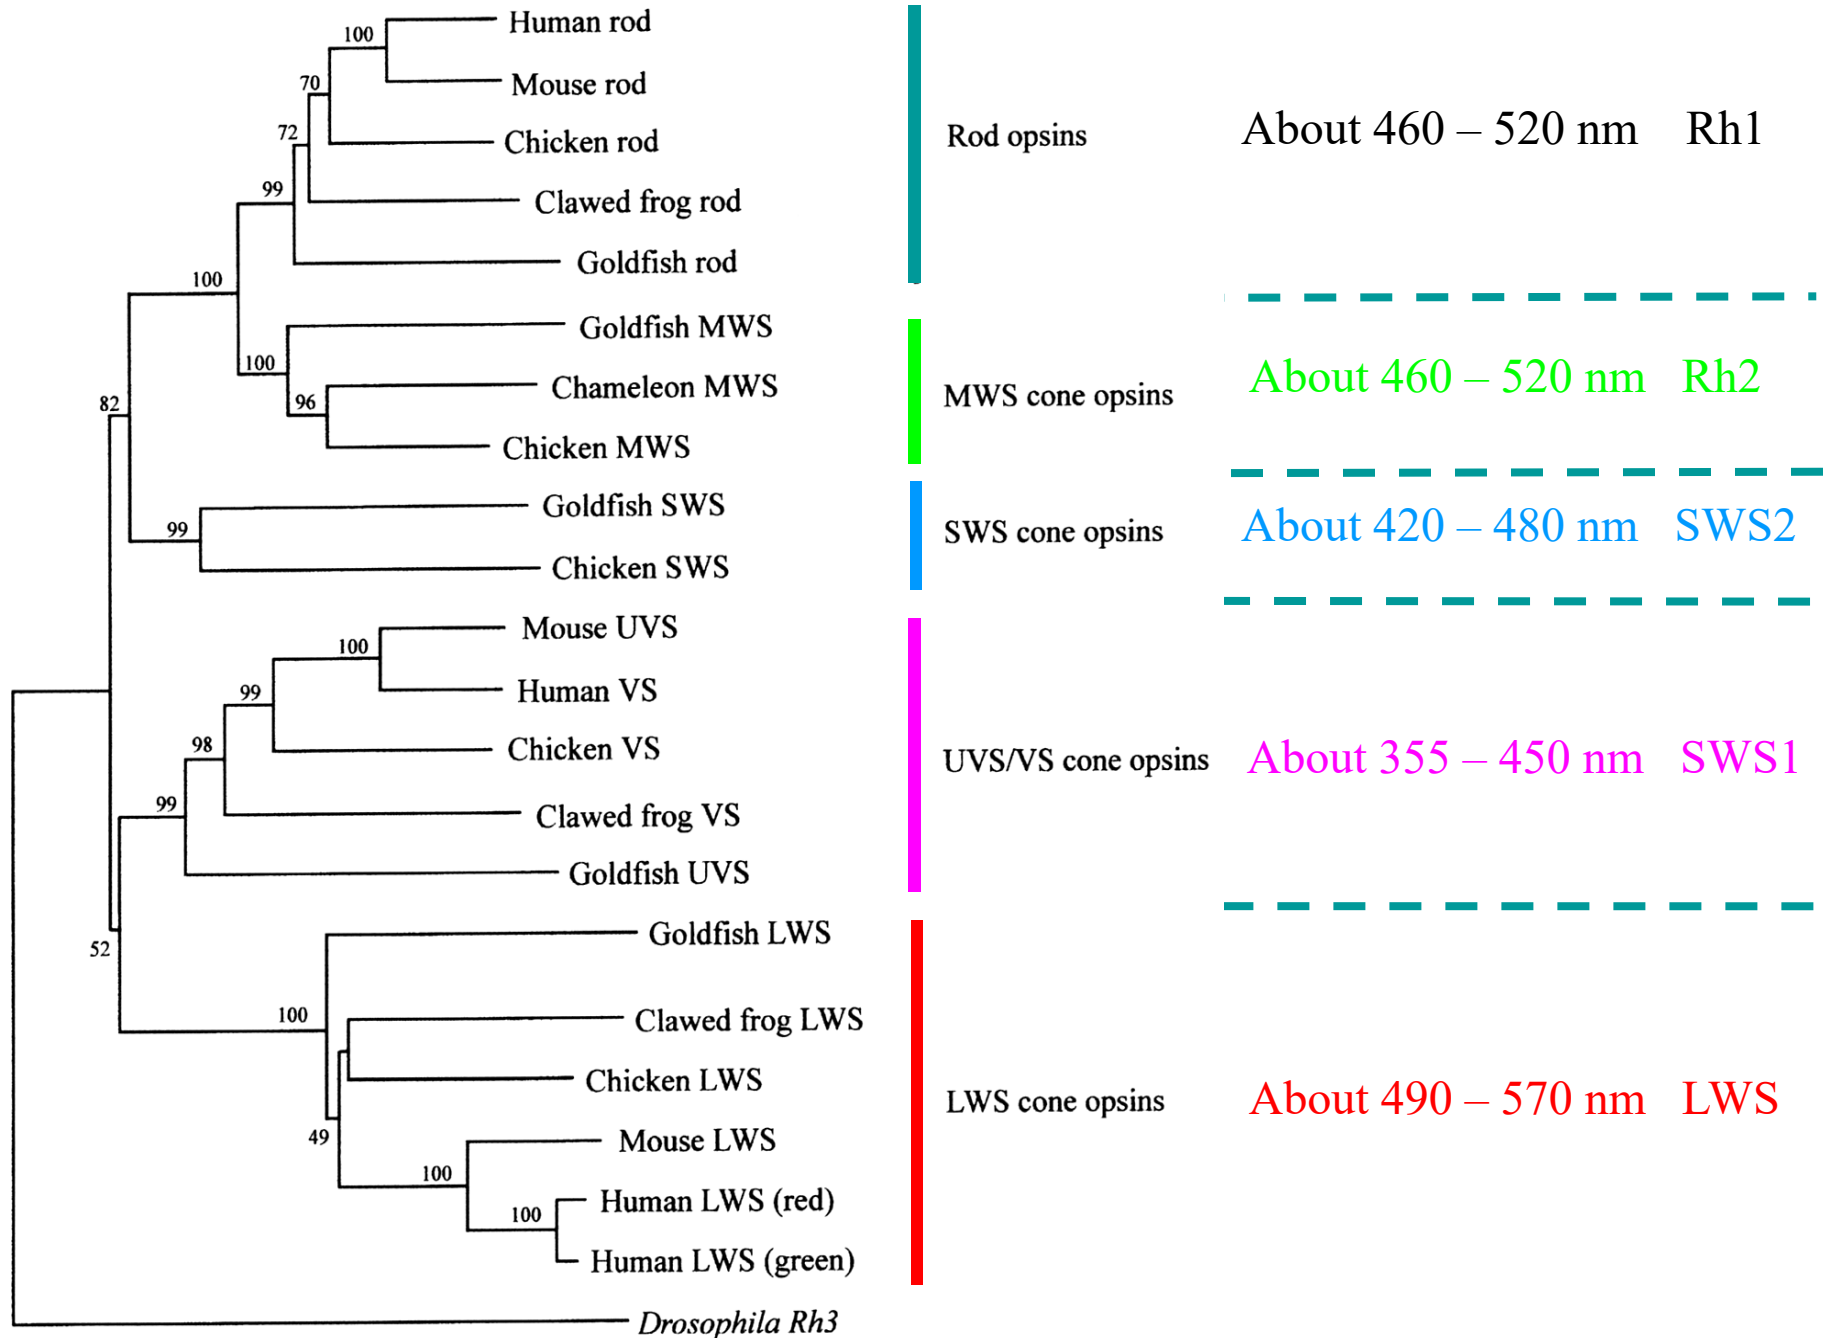 Human rod
100
Mouse rod
70
Chicken rod
72
Clawed frog rod
99
Goldfish rod
100
Goldfish MWS
100
Chameleon MWS
96
Chicken MWS
82
Goldfish SWS
99
Chicken SWS
Mouse UVS
100
Human VS
99
Chicken VS
98
Clawed frog VS
99
Goldfish UVS
Goldfish LWS
52
Clawed frog LWS
100
Chicken LWS
49
Mouse LWS
100
Human LWS (red)
100
Human LWS (green)
Drosophila Rh3
Rod opsins About 460 – 520 nm Rh1
MWS cone opsins About 460 – 520 nm Rh2
SWS cone opsins About 420 – 480 nm SWS2
UVS/VS cone opsins About 355 – 450 nm SWS1
LWS cone opsins About 490 – 570 nm LWS